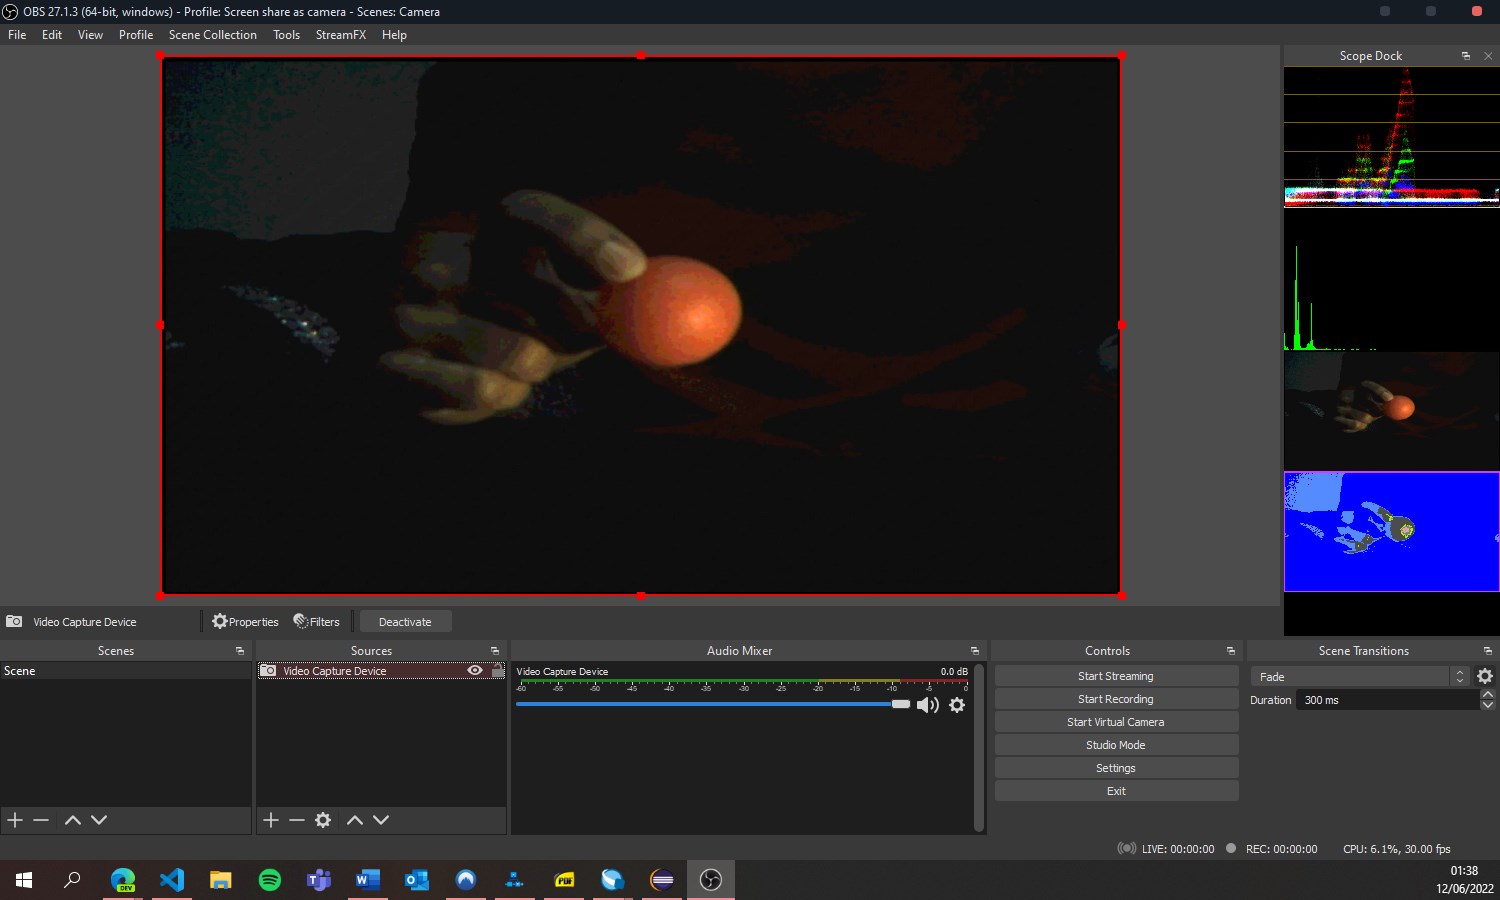 OBS 27.1.3 (64-bit, windows) - Profile: Screen share as camera - Scenes: Camera
File Edit View Profile Scene Collection Tools StreamFX Help
Scope Dock
Video Capture Device Properties Filters Deactivate
Scenes
Scene
Sources
Video Capture Device
Audio Mixer
Video Capture Device 0.0 dB
-60 -55 -50 -45 -40 -35 -30 -25 -20 -15 -10 -5 0
Controls
Start Streaming
Start Recording
Start Virtual Camera
Studio Mode
Settings
Exit
Scene Transitions
Fade
Duration 300 ms
LIVE: 00:00:00 REC: 00:00:00 CPU: 6.1%, 30.00 fps
DEV
T
W
O
PDF
01:38
12/06/2022